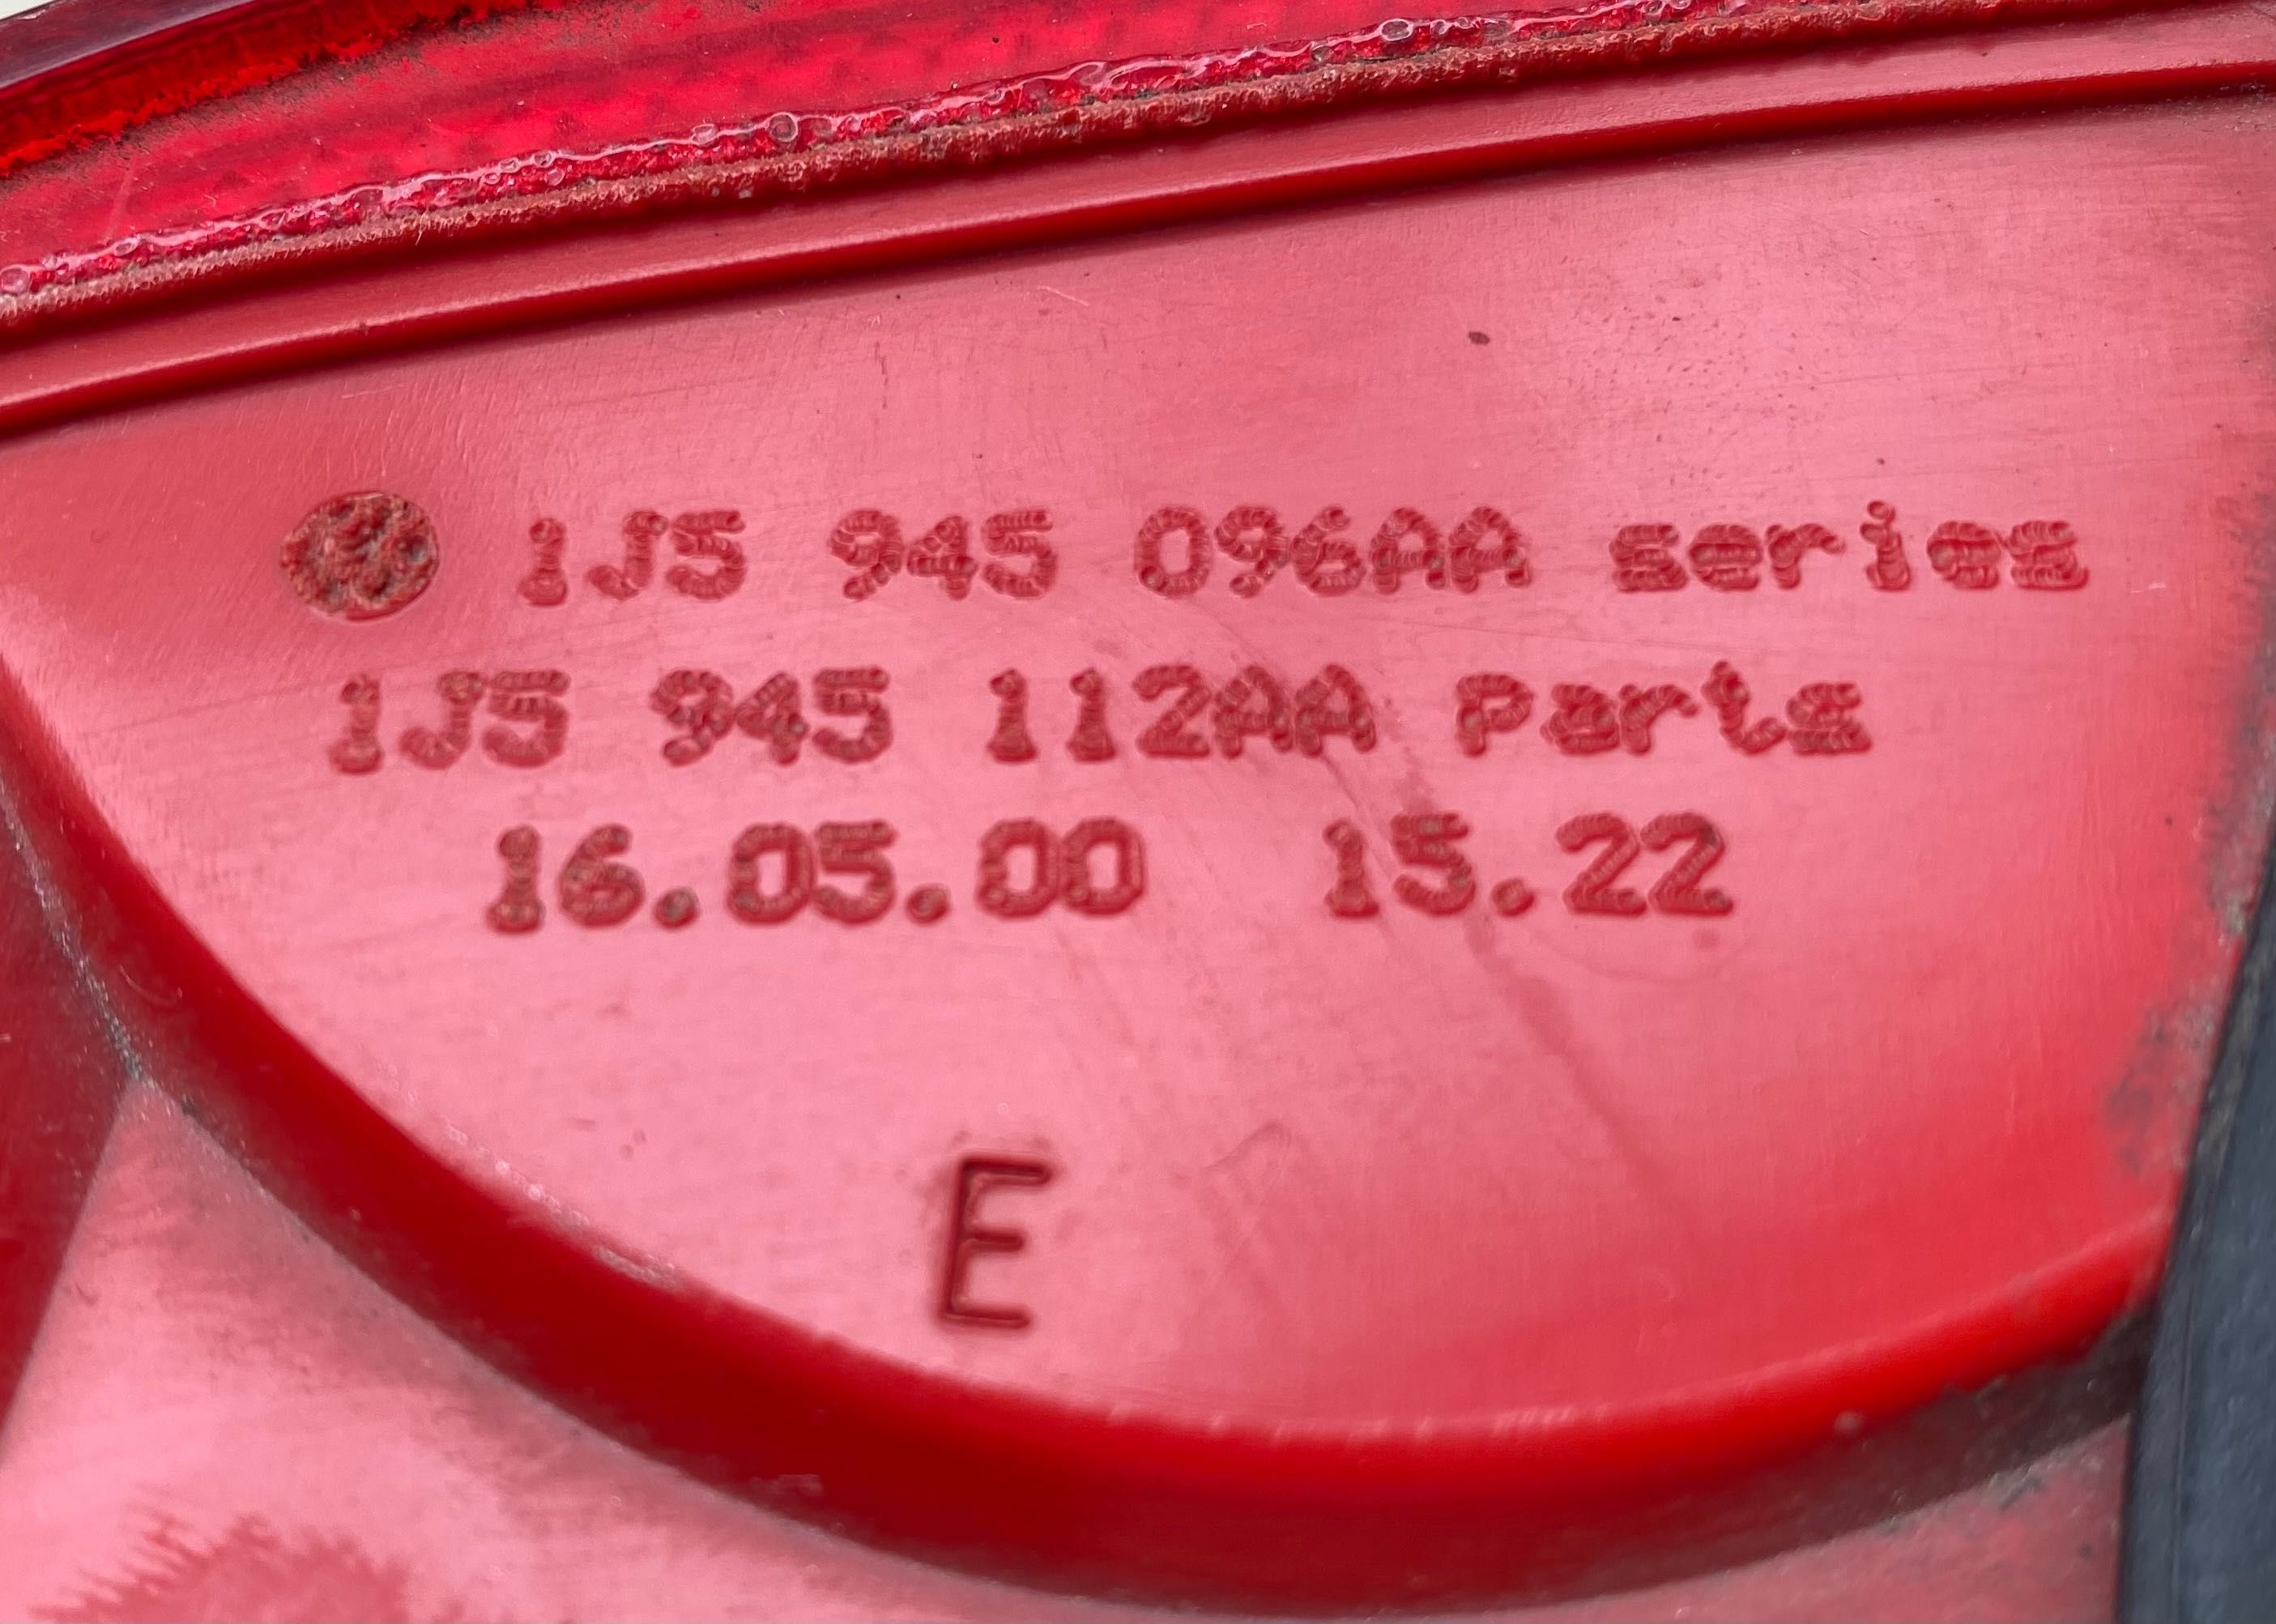 1J5 945 096AA series
1J5 945 112AA Parts
16.05.00 15.22
E